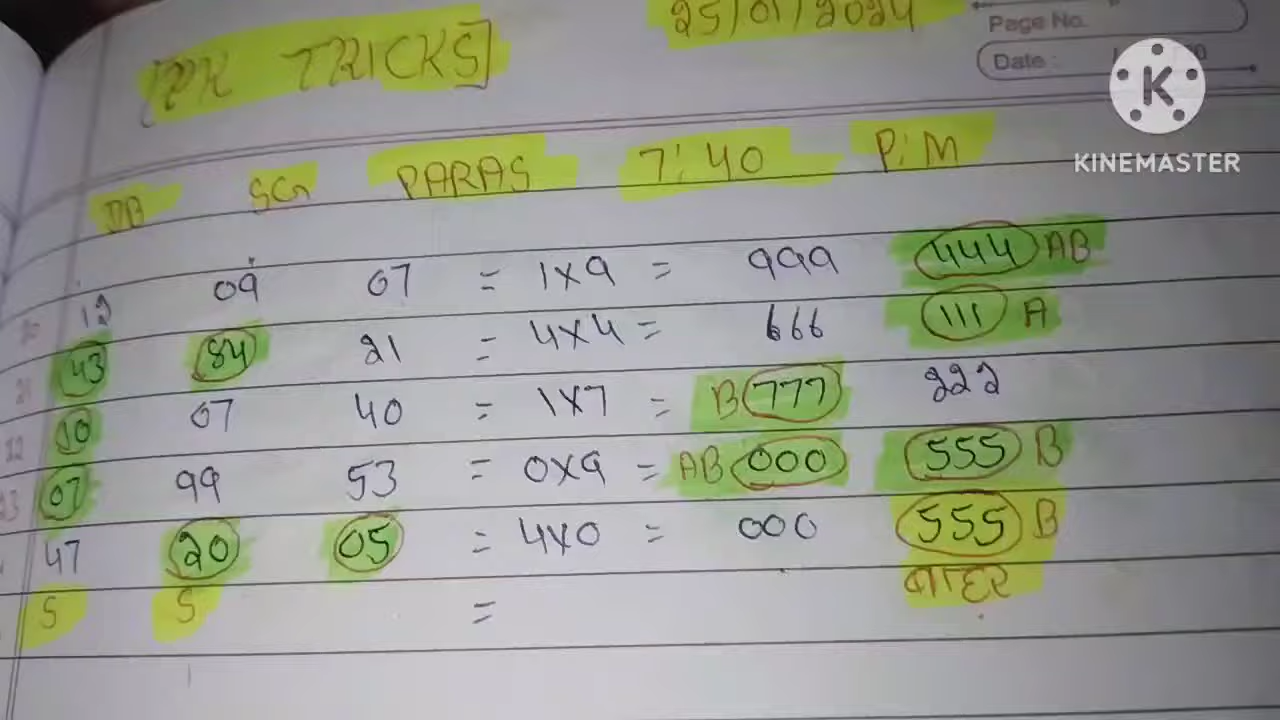 25/01/2024
Page No.
Date :
[RK TRICKS]
K
KINEMASTER
DB SG PARAS 7:40 P:M
12 09 07 = 1x9 = 999 444 AB
43 84 21 = 4x4 = 666 111 A
10 07 40 = 1x7 = B 777 222
07 99 53 = 0x9 = AB 000 555 B
47 20 05 = 4x0 = 000 555 B
S S = बाहर